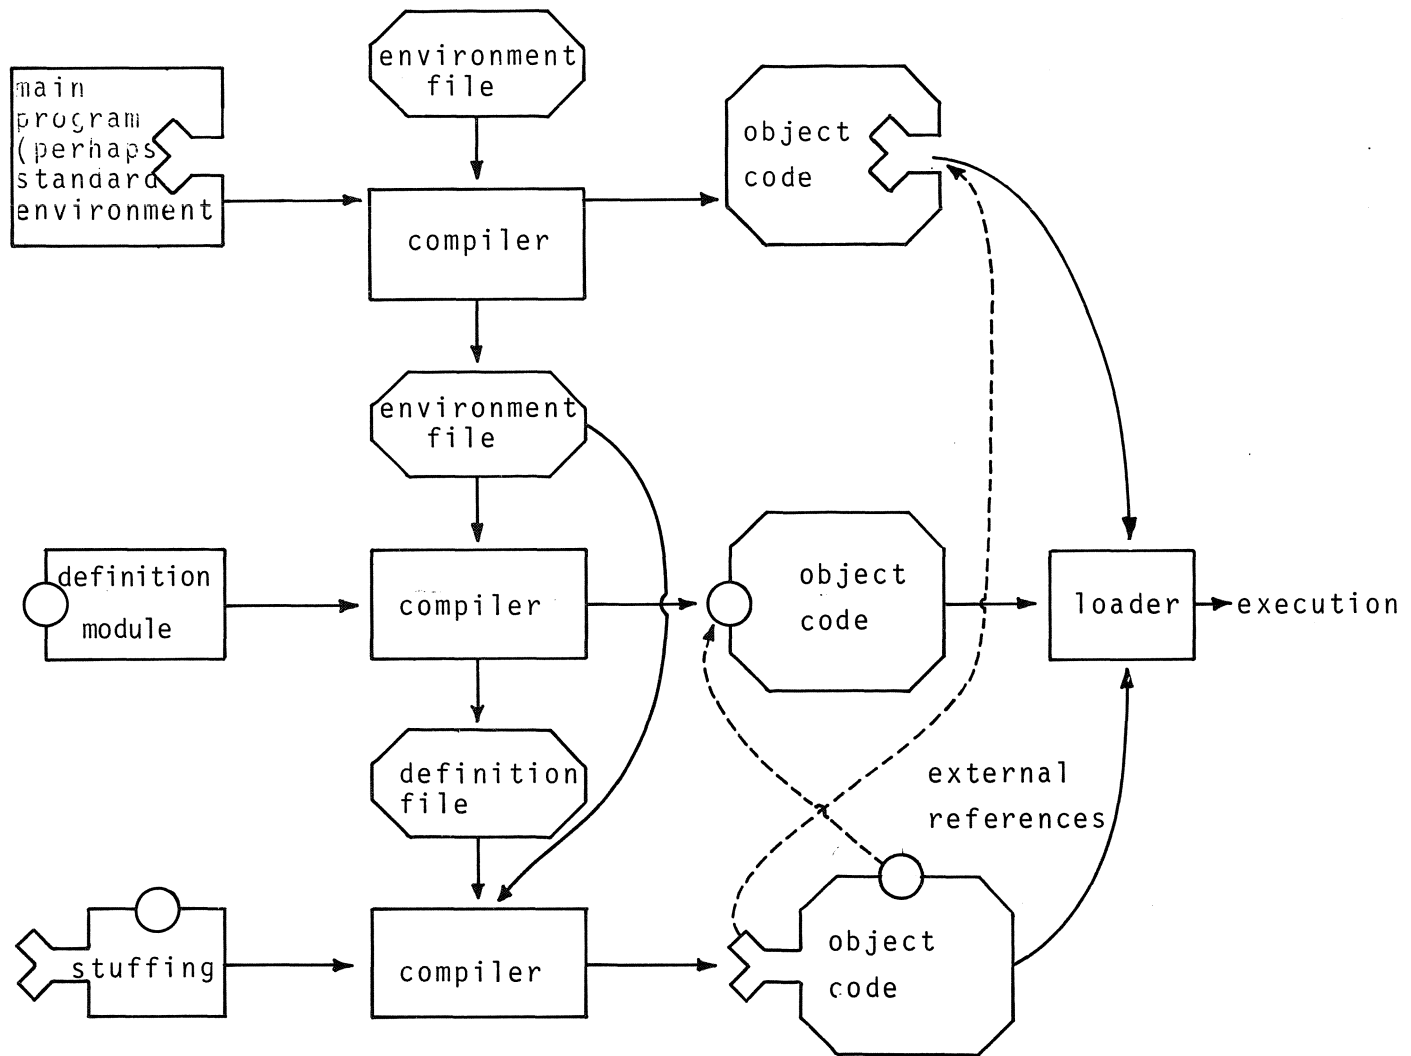 environment
file
main
program
(perhaps
standard
environment
compiler
object
code
environment
file
definition
module
compiler
object
code
loader
execution
definition
file
external
references
stuffing
compiler
object
code